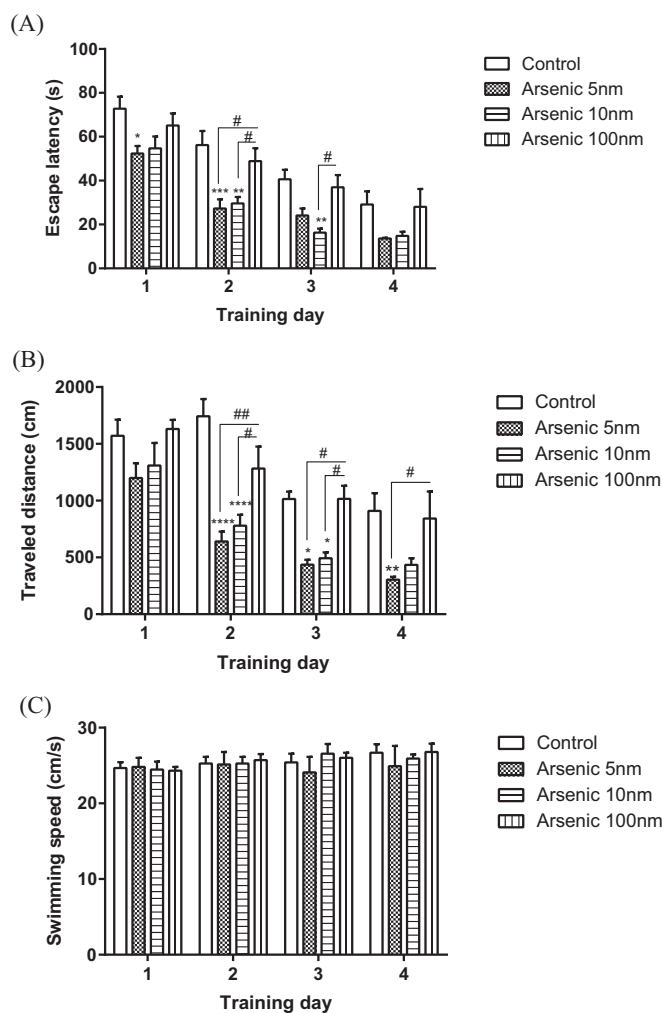 (A)
100
80
60
40
20
0
Escape latency (s)
*
***
**
#
#
**
#
1 2 3 4
Training day
Control
Arsenic 5nm
Arsenic 10nm
Arsenic 100nm
(B)
2000
1500
1000
500
0
Traveled distance (cm)
****
****
##
#
*
*
#
#
**
#
1 2 3 4
Training day
Control
Arsenic 5nm
Arsenic 10nm
Arsenic 100nm
(C)
30
20
10
0
Swimming speed (cm/s)
1 2 3 4
Training day
Control
Arsenic 5nm
Arsenic 10nm
Arsenic 100nm